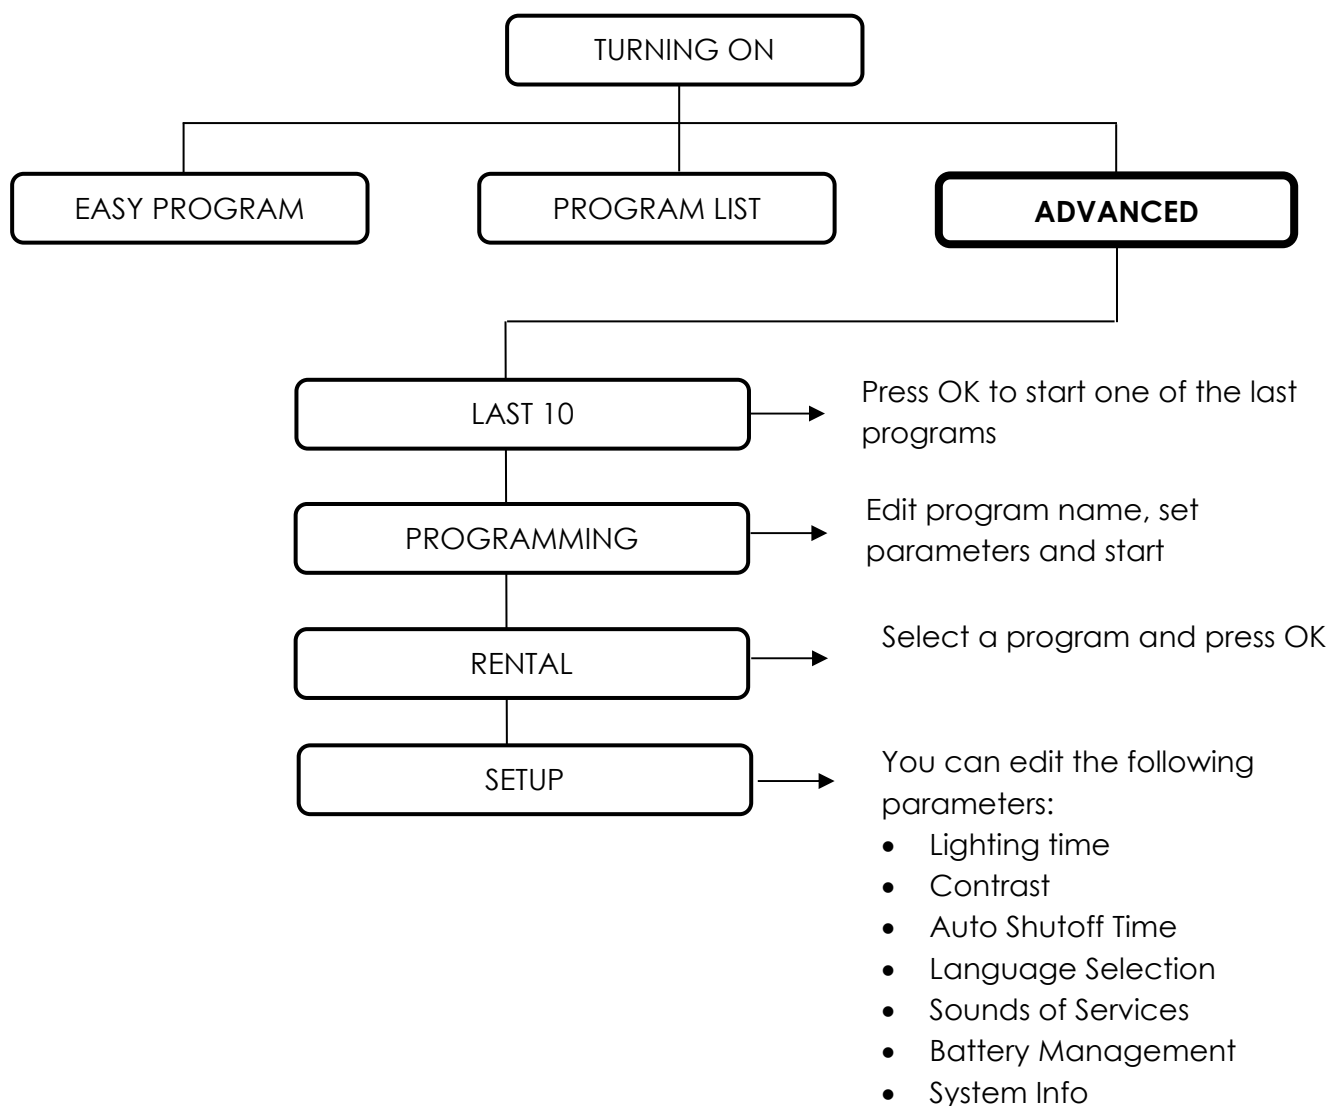 TURNING ON
EASY PROGRAM
PROGRAM LIST
ADVANCED
LAST 10
Press OK to start one of the last
programs
PROGRAMMING
Edit program name, set
parameters and start
RENTAL
Select a program and press OK
SETUP
You can edit the following
parameters:
• Lighting time
• Contrast
• Auto Shutoff Time
• Language Selection
• Sounds of Services
• Battery Management
• System Info